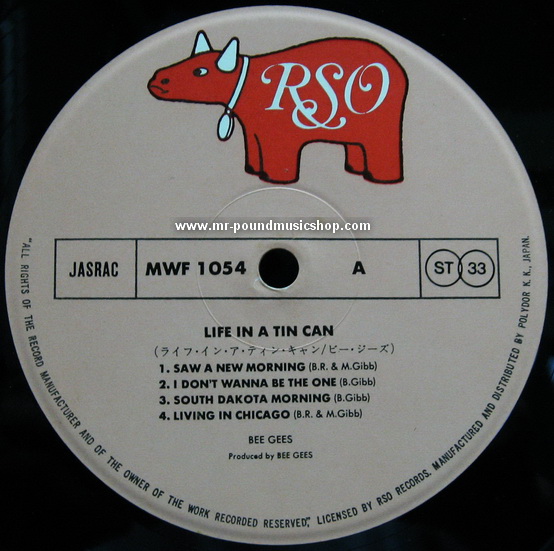 RSO
www.mr-poundmusicshop.com
JASRAC
MWF 1054
A
ST 33
LIFE IN A TIN CAN
(ライフ・イン・ア・ティン・キャン/ビー・ジーズ)
1. SAW A NEW MORNING (B.R. & M.Gibb)
2. I DON'T WANNA BE THE ONE (B.Gibb)
3. SOUTH DAKOTA MORNING (B.Gibb)
4. LIVING IN CHICAGO (B.R. & M.Gibb)
BEE GEES
Produced by BEE GEES
"ALL RIGHTS OF THE RECORD MANUFACTURER AND OF THE OWNER OF THE WORK RECORDED RESERVED", LICENSED BY RSO RECORDS. MANUFACTURED AND DISTRIBUTED BY POLYDOR K. K., JAPAN.